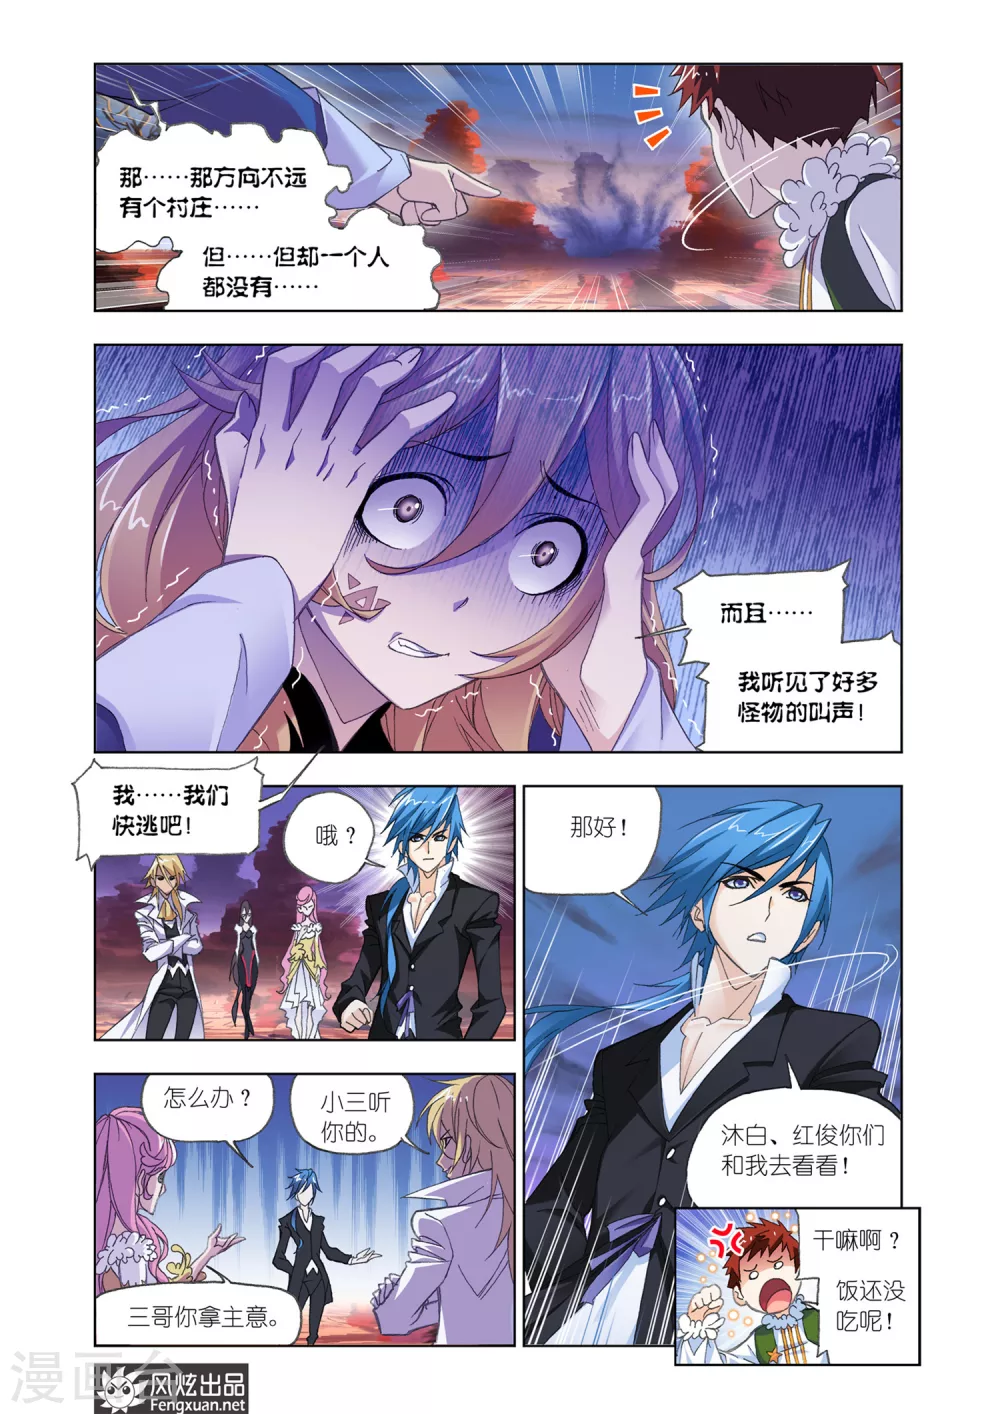 那……那方向不远
有个村庄……
但……但却一个人
都没有……
而且……
我听见了好多
怪物的叫声！
我……我们
快逃吧！
哦？
那好！
沐白、红俊你们
和我去看看！
怎么办？
小三听
你的。
三哥你拿主意。
干嘛啊？
饭还没
吃呢！
漫画台
风炫出品
Fengxuan.net